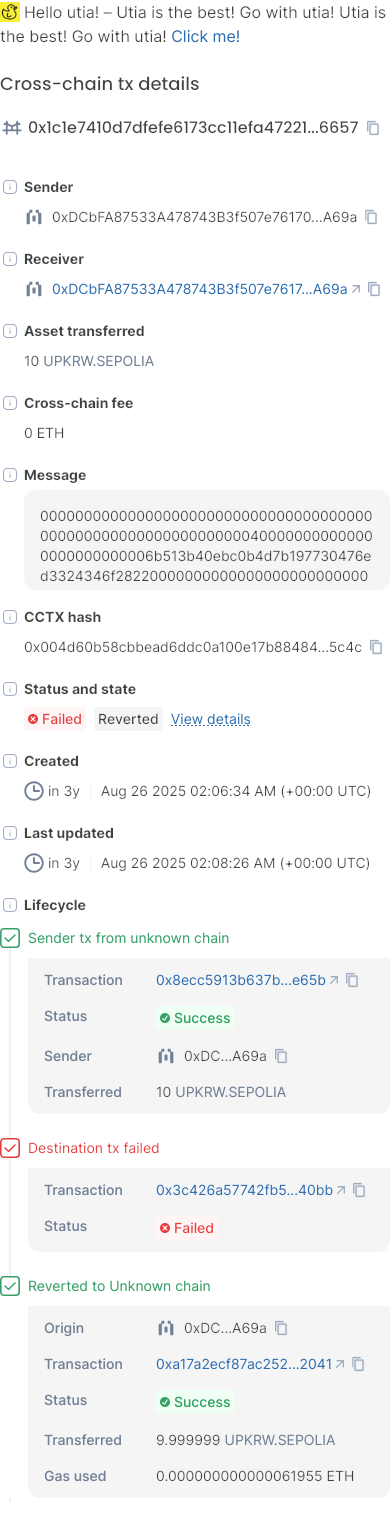 Hello utia! – Utia is the best! Go with utia! Utia is
the best! Go with utia! Click me!
Cross-chain tx details
0x1c1e7410d7dfefe6173cc11efa47221...6657
Sender
0xDCbFA87533A478743B3f507e76170...A69a
Receiver
0xDCbFA87533A478743B3f507e7617...A69a
Asset transferred
10 UPKRW.SEPOLIA
Cross-chain fee
0 ETH
Message
00000000000000000000000000000000000000
00000000000000000000000040000000000000
0000000000006b513b40ebc0b4d7b197730476e
d3324346f28220000000000000000000000000
CCTX hash
0x004d60b58cbbead6ddc0a100e17b88484...5c4c
Status and state
Failed Reverted View details
Created
in 3y Aug 26 2025 02:06:34 AM (+00:00 UTC)
Last updated
in 3y Aug 26 2025 02:08:26 AM (+00:00 UTC)
Lifecycle
Sender tx from unknown chain
Transaction 0x8ecc5913b637b...e65b
Status Success
Sender 0xDC...A69a
Transferred 10 UPKRW.SEPOLIA
Destination tx failed
Transaction 0x3c426a57742fb5...40bb
Status Failed
Reverted to Unknown chain
Origin 0xDC...A69a
Transaction 0xa17a2ecf87ac252...2041
Status Success
Transferred 9.999999 UPKRW.SEPOLIA
Gas used 0.000000000000061955 ETH